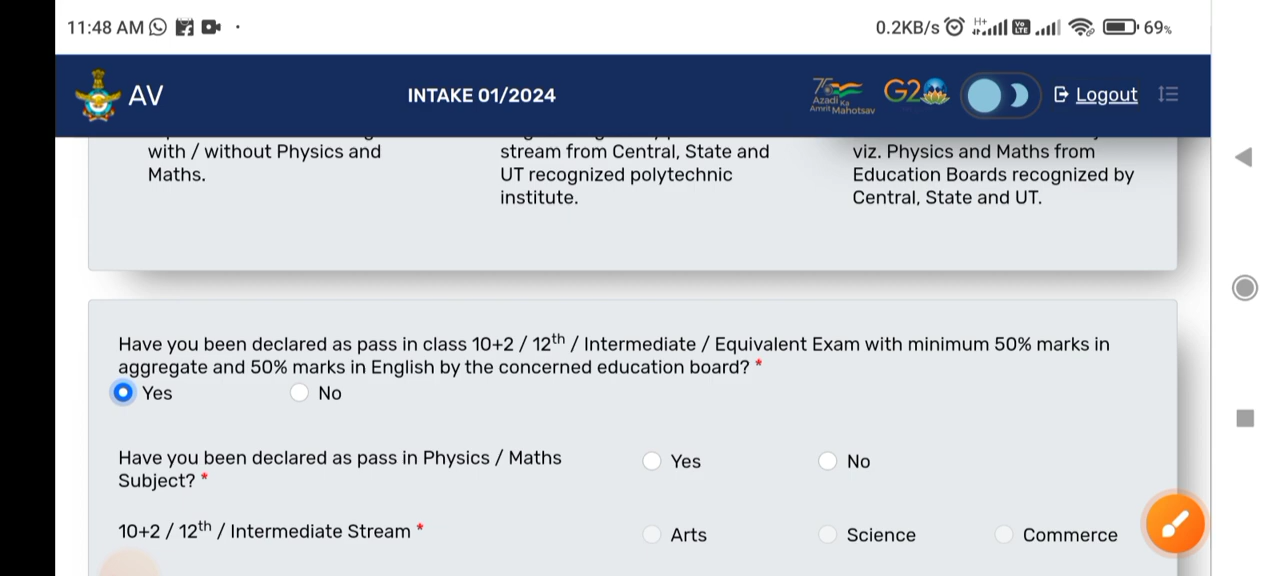 11:48 AM
0.2KB/s
H+
Vo
LTE
69%
AV
INTAKE 01/2024
75
Azadi Ka
Amrit Mahotsav
G20
Logout
with / without Physics and
Maths.
stream from Central, State and
UT recognized polytechnic
institute.
viz. Physics and Maths from
Education Boards recognized by
Central, State and UT.
Have you been declared as pass in class 10+2 / 12th / Intermediate / Equivalent Exam with minimum 50% marks in
aggregate and 50% marks in English by the concerned education board? *
Yes
No
Have you been declared as pass in Physics / Maths
Subject? *
Yes
No
10+2 / 12th / Intermediate Stream *
Arts
Science
Commerce